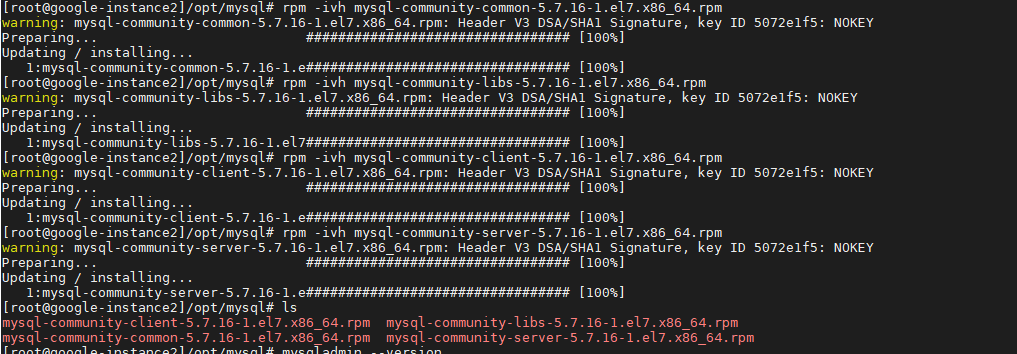 [root@google-instance2]/opt/mysql# rpm -ivh mysql-community-common-5.7.16-1.el7.x86_64.rpm
warning: mysql-community-common-5.7.16-1.el7.x86_64.rpm: Header V3 DSA/SHA1 Signature, key ID 5072e1f5: NOKEY
Preparing... ################################# [100%]
Updating / installing...
1:mysql-community-common-5.7.16-1.e################################# [100%]
[root@google-instance2]/opt/mysql# rpm -ivh mysql-community-libs-5.7.16-1.el7.x86_64.rpm
warning: mysql-community-libs-5.7.16-1.el7.x86_64.rpm: Header V3 DSA/SHA1 Signature, key ID 5072e1f5: NOKEY
Preparing... ################################# [100%]
Updating / installing...
1:mysql-community-libs-5.7.16-1.el7################################# [100%]
[root@google-instance2]/opt/mysql# rpm -ivh mysql-community-client-5.7.16-1.el7.x86_64.rpm
warning: mysql-community-client-5.7.16-1.el7.x86_64.rpm: Header V3 DSA/SHA1 Signature, key ID 5072e1f5: NOKEY
Preparing... ################################# [100%]
Updating / installing...
1:mysql-community-client-5.7.16-1.e################################# [100%]
[root@google-instance2]/opt/mysql# rpm -ivh mysql-community-server-5.7.16-1.el7.x86_64.rpm
warning: mysql-community-server-5.7.16-1.el7.x86_64.rpm: Header V3 DSA/SHA1 Signature, key ID 5072e1f5: NOKEY
Preparing... ################################# [100%]
Updating / installing...
1:mysql-community-server-5.7.16-1.e################################# [100%]
[root@google-instance2]/opt/mysql# ls
mysql-community-client-5.7.16-1.el7.x86_64.rpm mysql-community-libs-5.7.16-1.el7.x86_64.rpm
mysql-community-common-5.7.16-1.el7.x86_64.rpm mysql-community-server-5.7.16-1.el7.x86_64.rpm
[root@google-instance2]/opt/mysql# mysqladmin --version